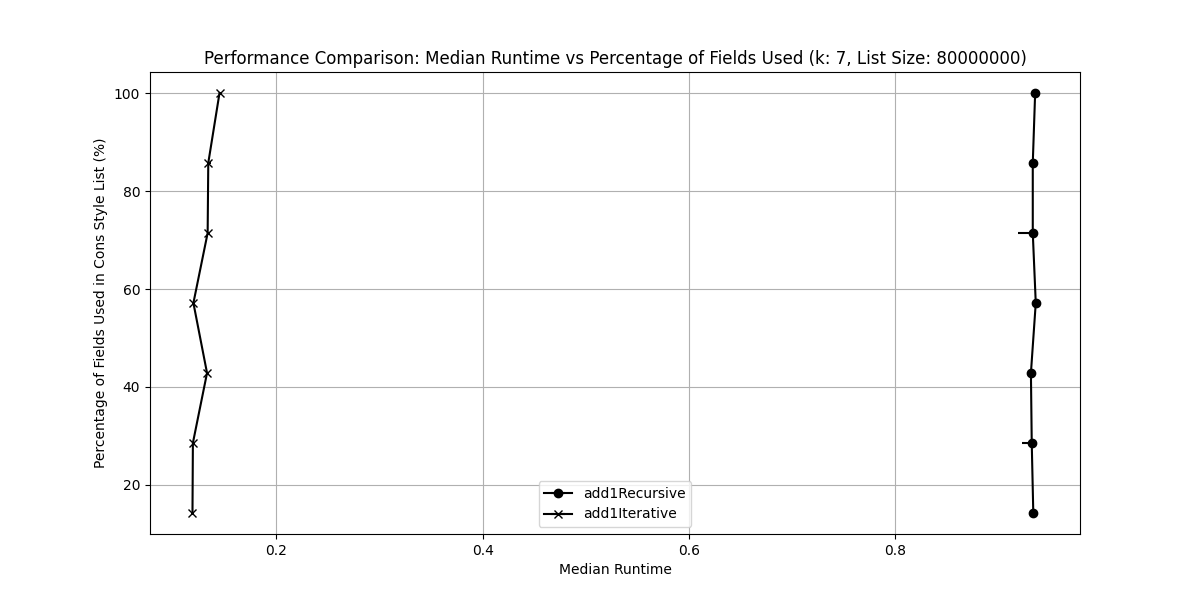 Performance Comparison: Median Runtime vs Percentage of Fields Used (k: 7, List Size: 80000000)
Percentage of Fields Used in Cons Style List (%)
100
80
60
40
20
add1Recursive
add1Iterative
0.2
0.4
0.6
0.8
Median Runtime